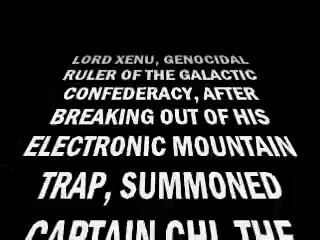 LORD XENU, GENOCIDAL
RULER OF THE GALACTIC
CONFEDERACY, AFTER
BREAKING OUT OF HIS
ELECTRONIC MOUNTAIN
TRAP, SUMMONED
CAPTAIN CHI, THE